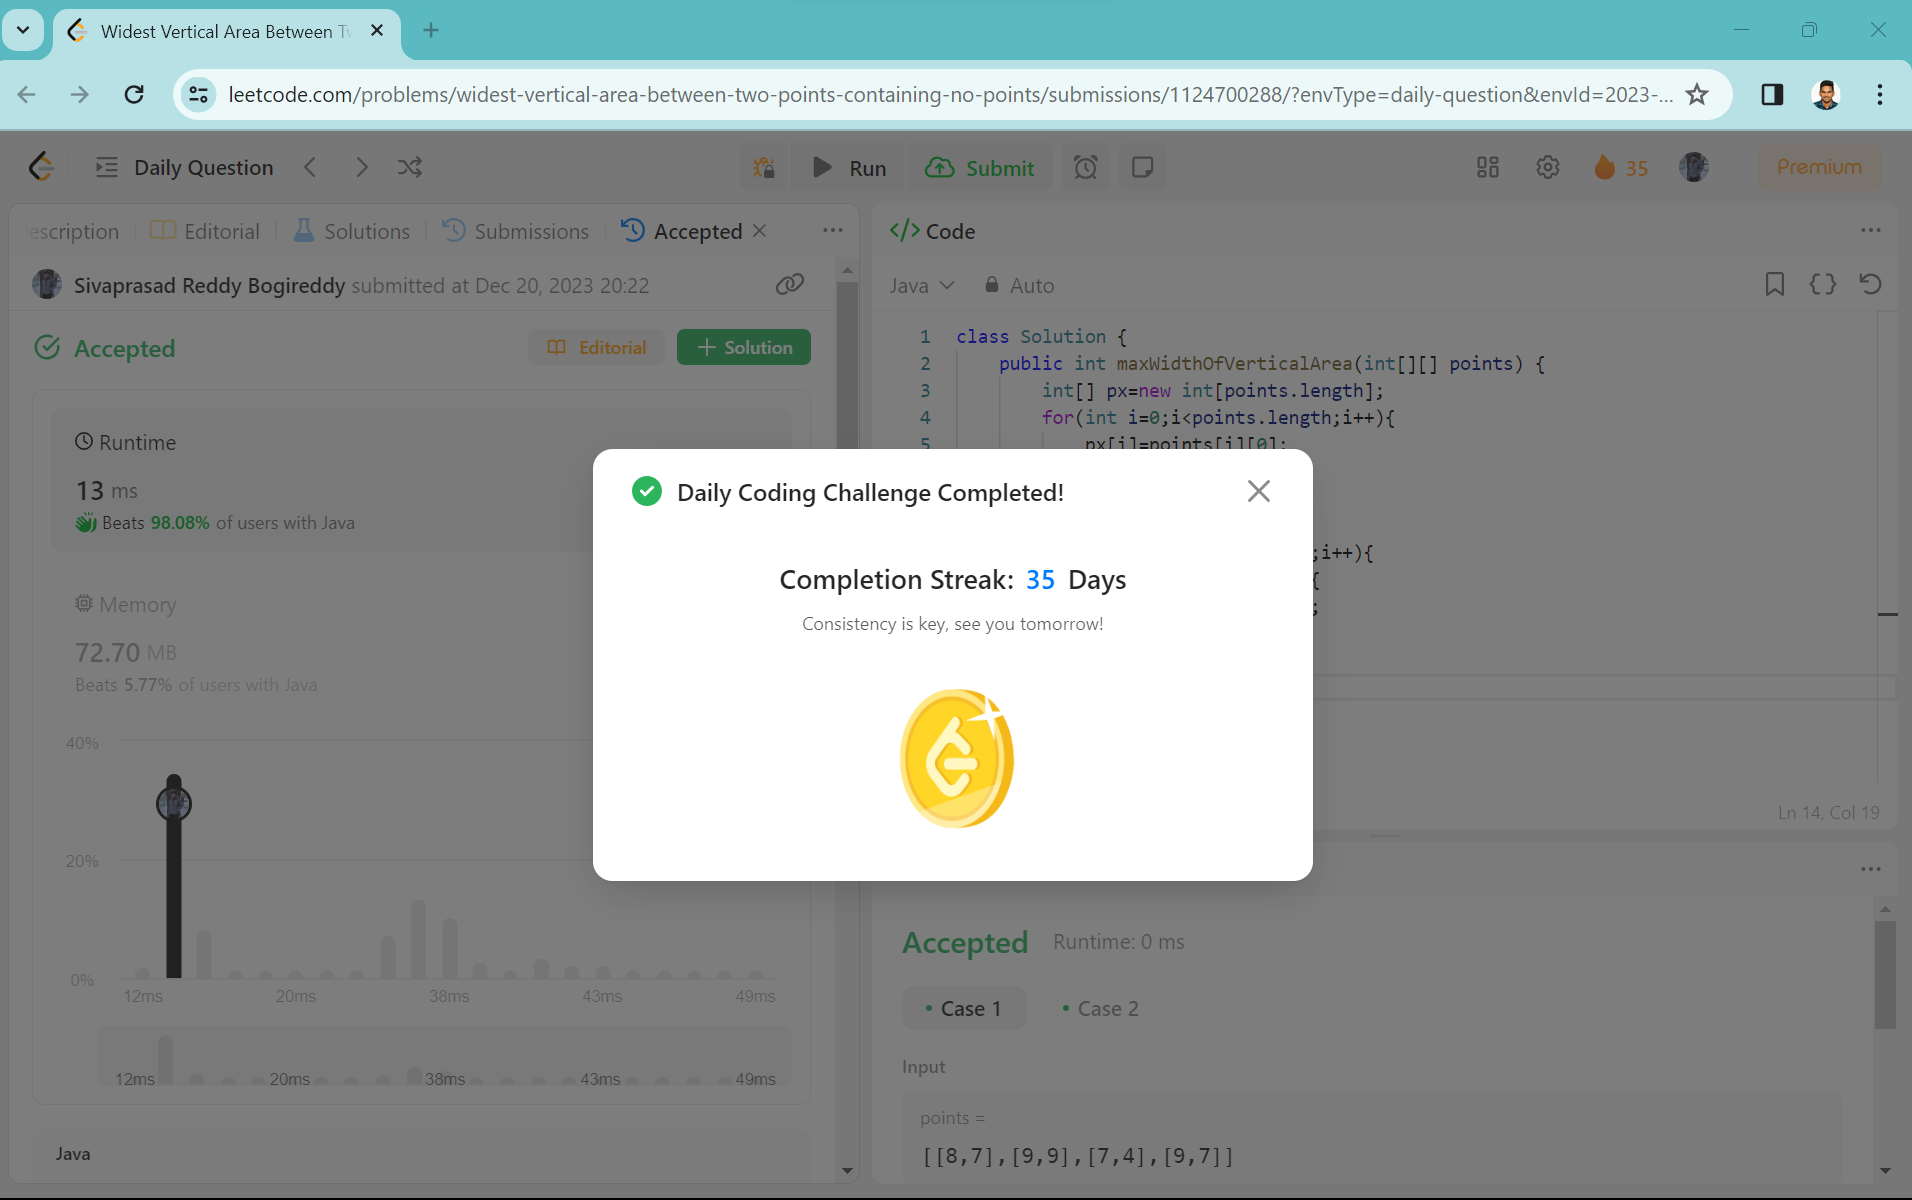 Widest Vertical Area Between Tw
leetcode.com/problems/widest-vertical-area-between-two-points-containing-no-points/submissions/1124700288/?envType=daily-question&envId=2023-...
Daily Question
Run
Submit
35
Premium
escription
Editorial
Solutions
Submissions
Accepted
Code
Sivaprasad Reddy Bogireddy submitted at Dec 20, 2023 20:22
Java
Auto
Accepted
Editorial
Solution
Runtime
13 ms
Beats 98.08% of users with Java
Memory
72.70 MB
Beats 5.77% of users with Java
40%
20%
0%
12ms 20ms 38ms 43ms 49ms
12ms 20ms 38ms 43ms 49ms
Java
1 class Solution {
2 public int maxWidthOfVerticalArea(int[][] points) {
3 int[] px=new int[points.length];
4 for(int i=0;i<points.length;i++){
5 px[i]=points[i][0];
;i++){
{
;
Ln 14, Col 19
Daily Coding Challenge Completed!
Completion Streak: 35 Days
Consistency is key, see you tomorrow!
Accepted Runtime: 0 ms
• Case 1 • Case 2
Input
points =
[[8,7],[9,9],[7,4],[9,7]]